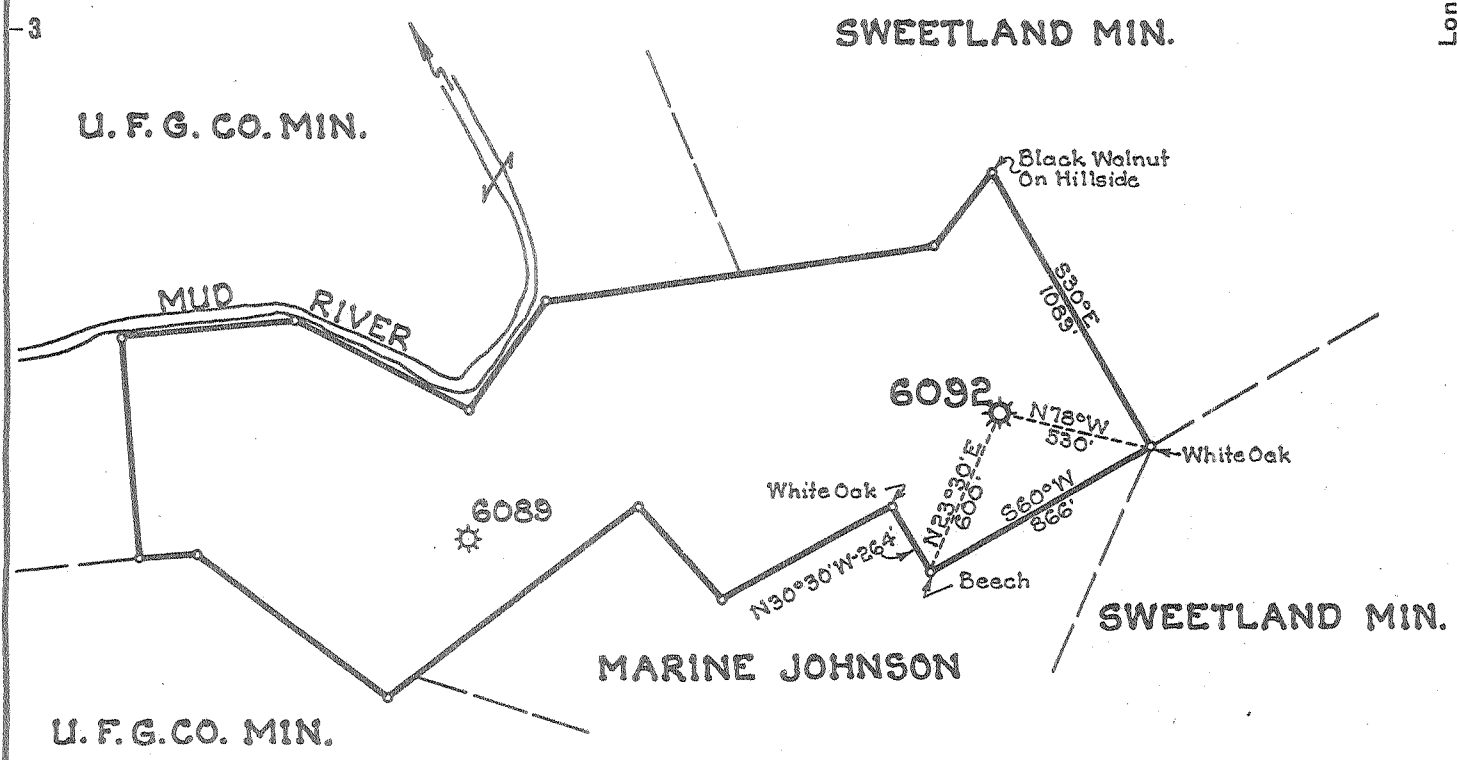 3
SWEETLAND MIN.
Lon
U. F. G. CO. MIN.
Black Walnut
On Hillside
MUD RIVER
S30°E
1089'
6092
N78°W
530'
White Oak
N23°30'E
600'
S60°W
866'
White Oak
6089
N30°30'W-264'
Beech
SWEETLAND MIN.
MARINE JOHNSON
U. F. G. CO. MIN.